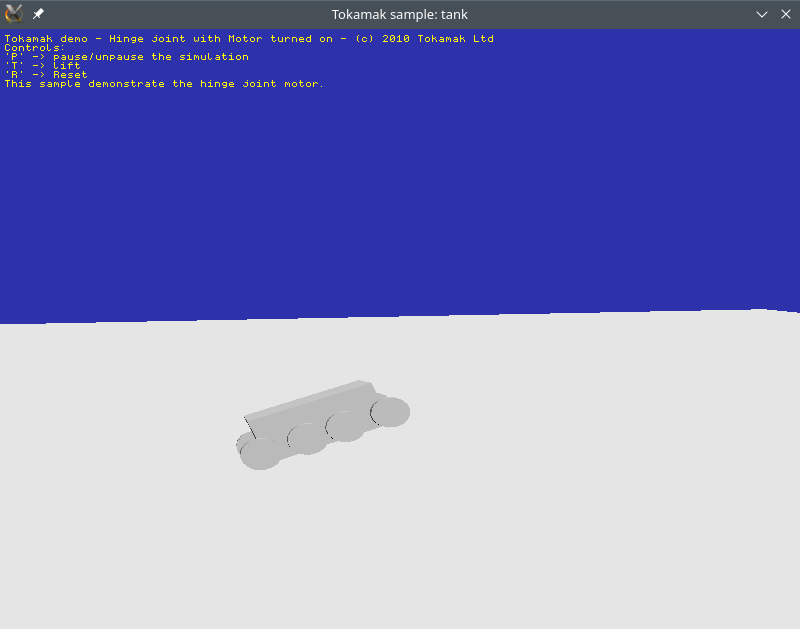 Tokamak sample: tank
Tokamak demo - Hinge joint with Motor turned on - (c) 2010 Tokamak Ltd
Controls:
'P' -> pause/unpause the simulation
'T' -> lift
'R' -> Reset
This sample demonstrate the hinge joint motor.